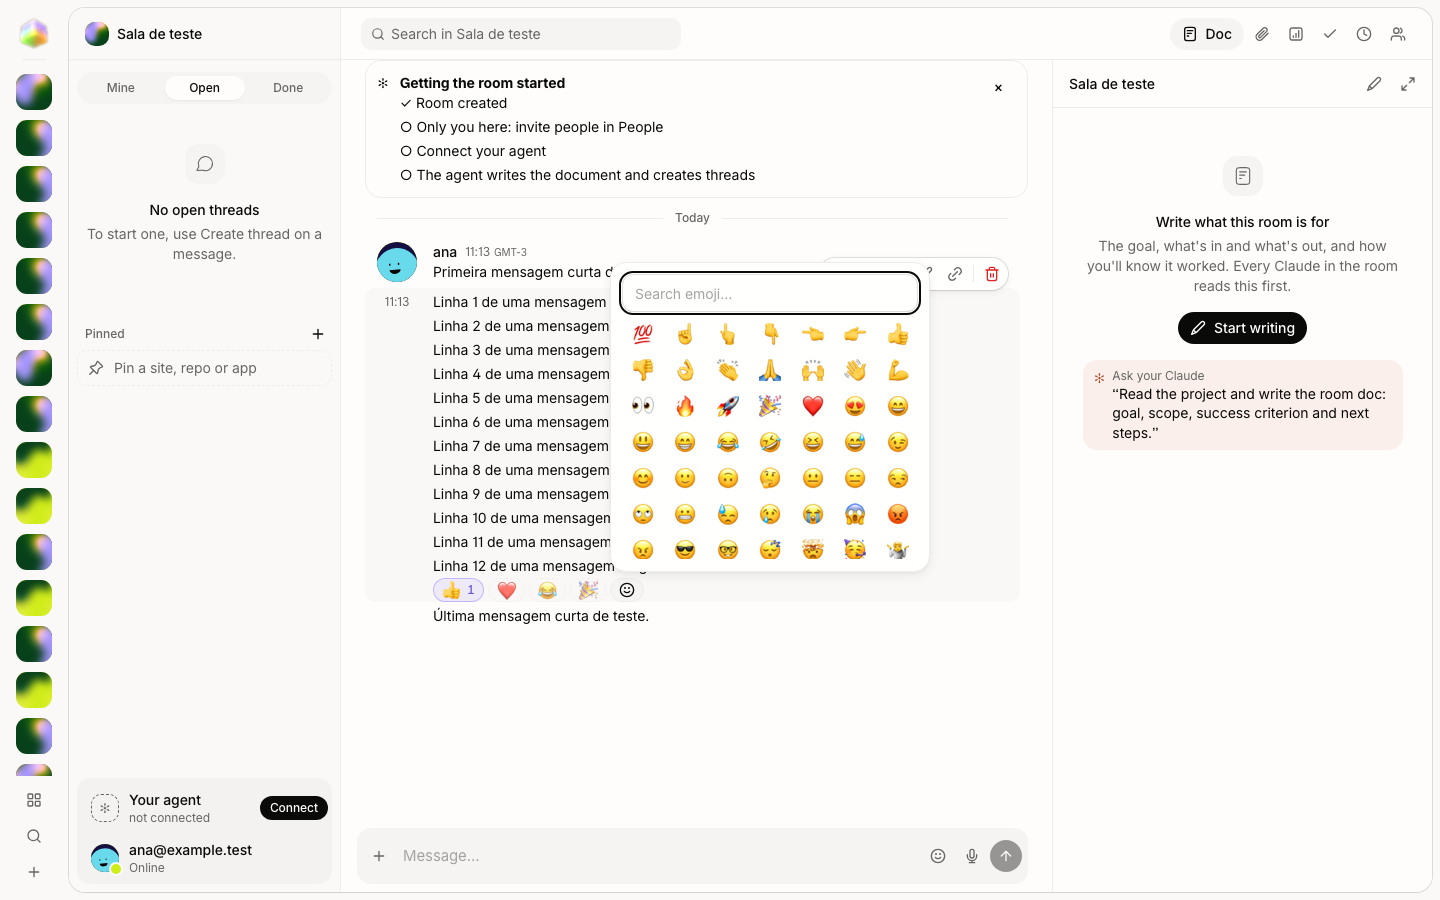 Sala de teste
Search in Sala de teste
Doc
Mine
Open
Done
No open threads
To start one, use Create thread on a
message.
Pinned
Pin a site, repo or app
Your agent
not connected
Connect
ana@example.test
Online
Getting the room started
Room created
Only you here: invite people in People
Connect your agent
The agent writes the document and creates threads
Today
ana 11:13 GMT-3
Primeira mensagem curta
11:13
Linha 1 de uma mensagem
Linha 2 de uma mensagem
Linha 3 de uma mensagem
Linha 4 de uma mensagem
Linha 5 de uma mensagem
Linha 6 de uma mensagem
Linha 7 de uma mensagem
Linha 8 de uma mensagem
Linha 9 de uma mensagem
Linha 10 de uma mensagem
Linha 11 de uma mensagem
Linha 12 de uma mensagem
Search emoji...
💯 ☝️ 👆 👇 👈 👉 👍
👎 👌 👏 🙏 🙌 👋 💪
👀 🔥 🚀 🎉 ❤️ 😍 😄
😃 😁 😂 🤣 😆 😅 😉
😊 🙂 🙃 🤔 😐 😑 😒
🙄 😬 😓 😢 😭 😱 😡
😠 😎 🤓 😴 🤯 🥳 🤷
👍 1 ❤️ 😂 🎉
Última mensagem curta de teste.
Message...
Sala de teste
Write what this room is for
The goal, what's in and what's out, and how
you'll know it worked. Every Claude in the room
reads this first.
Start writing
Ask your Claude
“Read the project and write the room doc:
goal, scope, success criterion and next
steps.”